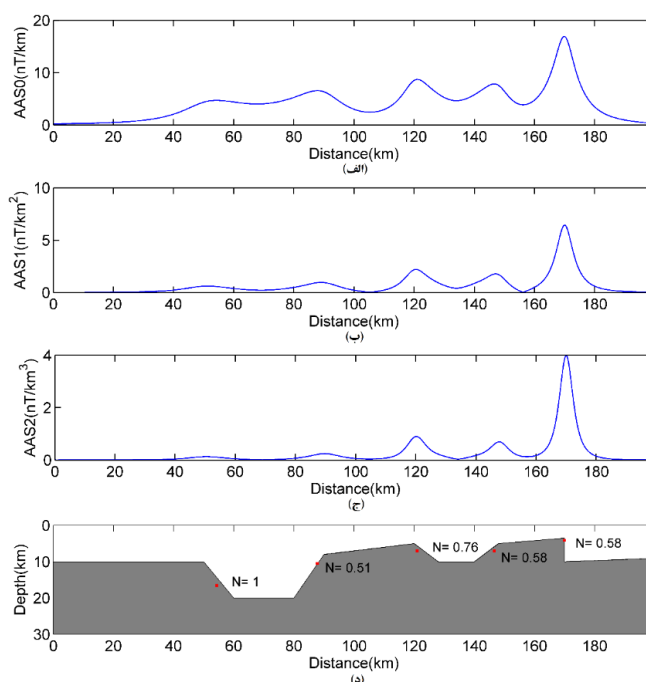 20
10
0
AAS0(nT/km)
0 20 40 60 80 100 120 140 160 180
Distance(km)
(الف)
10
5
0
AAS1(nT/km²)
0 20 40 60 80 100 120 140 160 180
Distance(km)
(ب)
4
2
0
AAS2(nT/km³)
0 20 40 60 80 100 120 140 160 180
Distance(km)
(ج)
0
10
20
30
Depth(km)
N= 1
N= 0.51
N= 0.76
N= 0.58
N= 0.58
0 20 40 60 80 100 120 140 160 180
Distance(km)
(د)